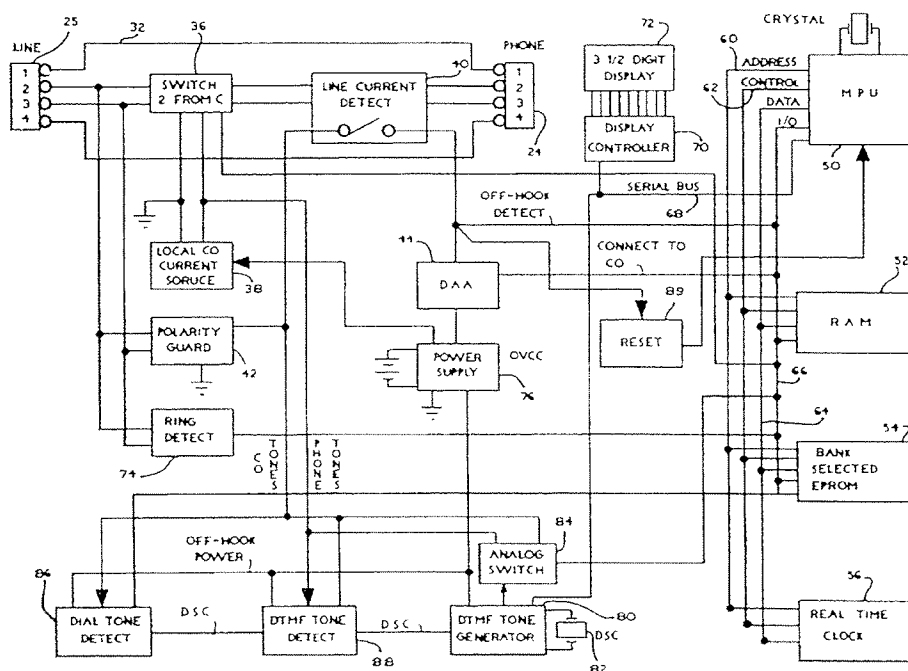 25
LINE
1
2
3
4
32
36
SWITCH
2 FROM C
LINE CURRENT
DETECT
40
PHONE
1
2
3
4
24
72
3 1/2 DIGIT
DISPLAY
DISPLAY
CONTROLLER
70
CRYSTAL
60
ADDRESS
CONTROL
62
DATA
I/O
MPU
50
SERIAL BUS
68
OFF-HOOK
DETECT
CONNECT TO
CO
LOCAL CO
CURRENT
SORUCE
38
44
DAA
89
RESET
52
RAM
POLARITY
GUARD
42
POWER
SUPPLY
OVCC
76
66
64
RING
DETECT
74
CO
TONES
PHONE
TONES
54
BANK
SELECTED
EPROM
OFF-HOOK
POWER
84
ANALOG
SWITCH
86
DIAL TONE
DETECT
DSC
DTMF TONE
DETECT
88
DSC
DTMF TONE
GENERATOR
80
DSC
82
56
REAL TIME
CLOCK